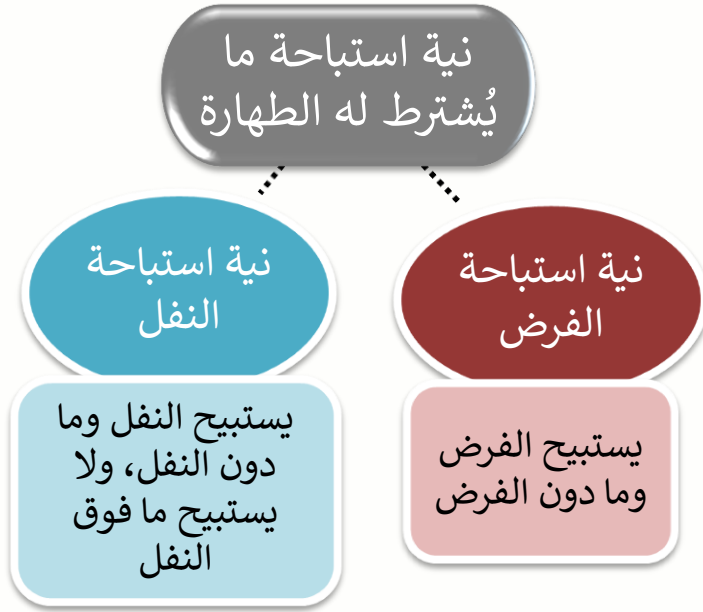 نية استباحة ما
يُشترط له الطهارة
نية استباحة
الفرض
يستبيح الفرض
وما دون الفرض
نية استباحة
النفل
يستبيح النفل وما
دون النفل، ولا
يستبيح ما فوق
النفل